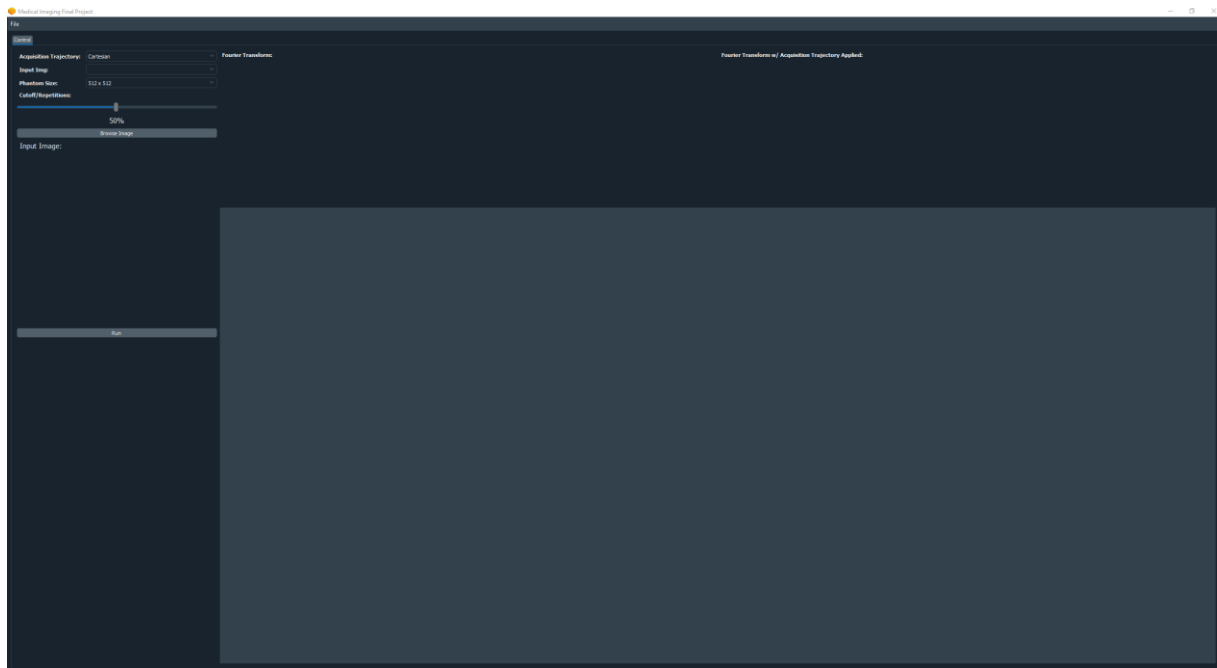 Medical Imaging Final Project
File
Control
Acquisition Trajectory: Cartesian
Input Img:
Phantom Size: 512 x 512
Cutoff/Repetitions:
50%
Browse Image
Input Image:
Run
Fourier Transform:
Fourier Transform w/ Acquisition Trajectory Applied: